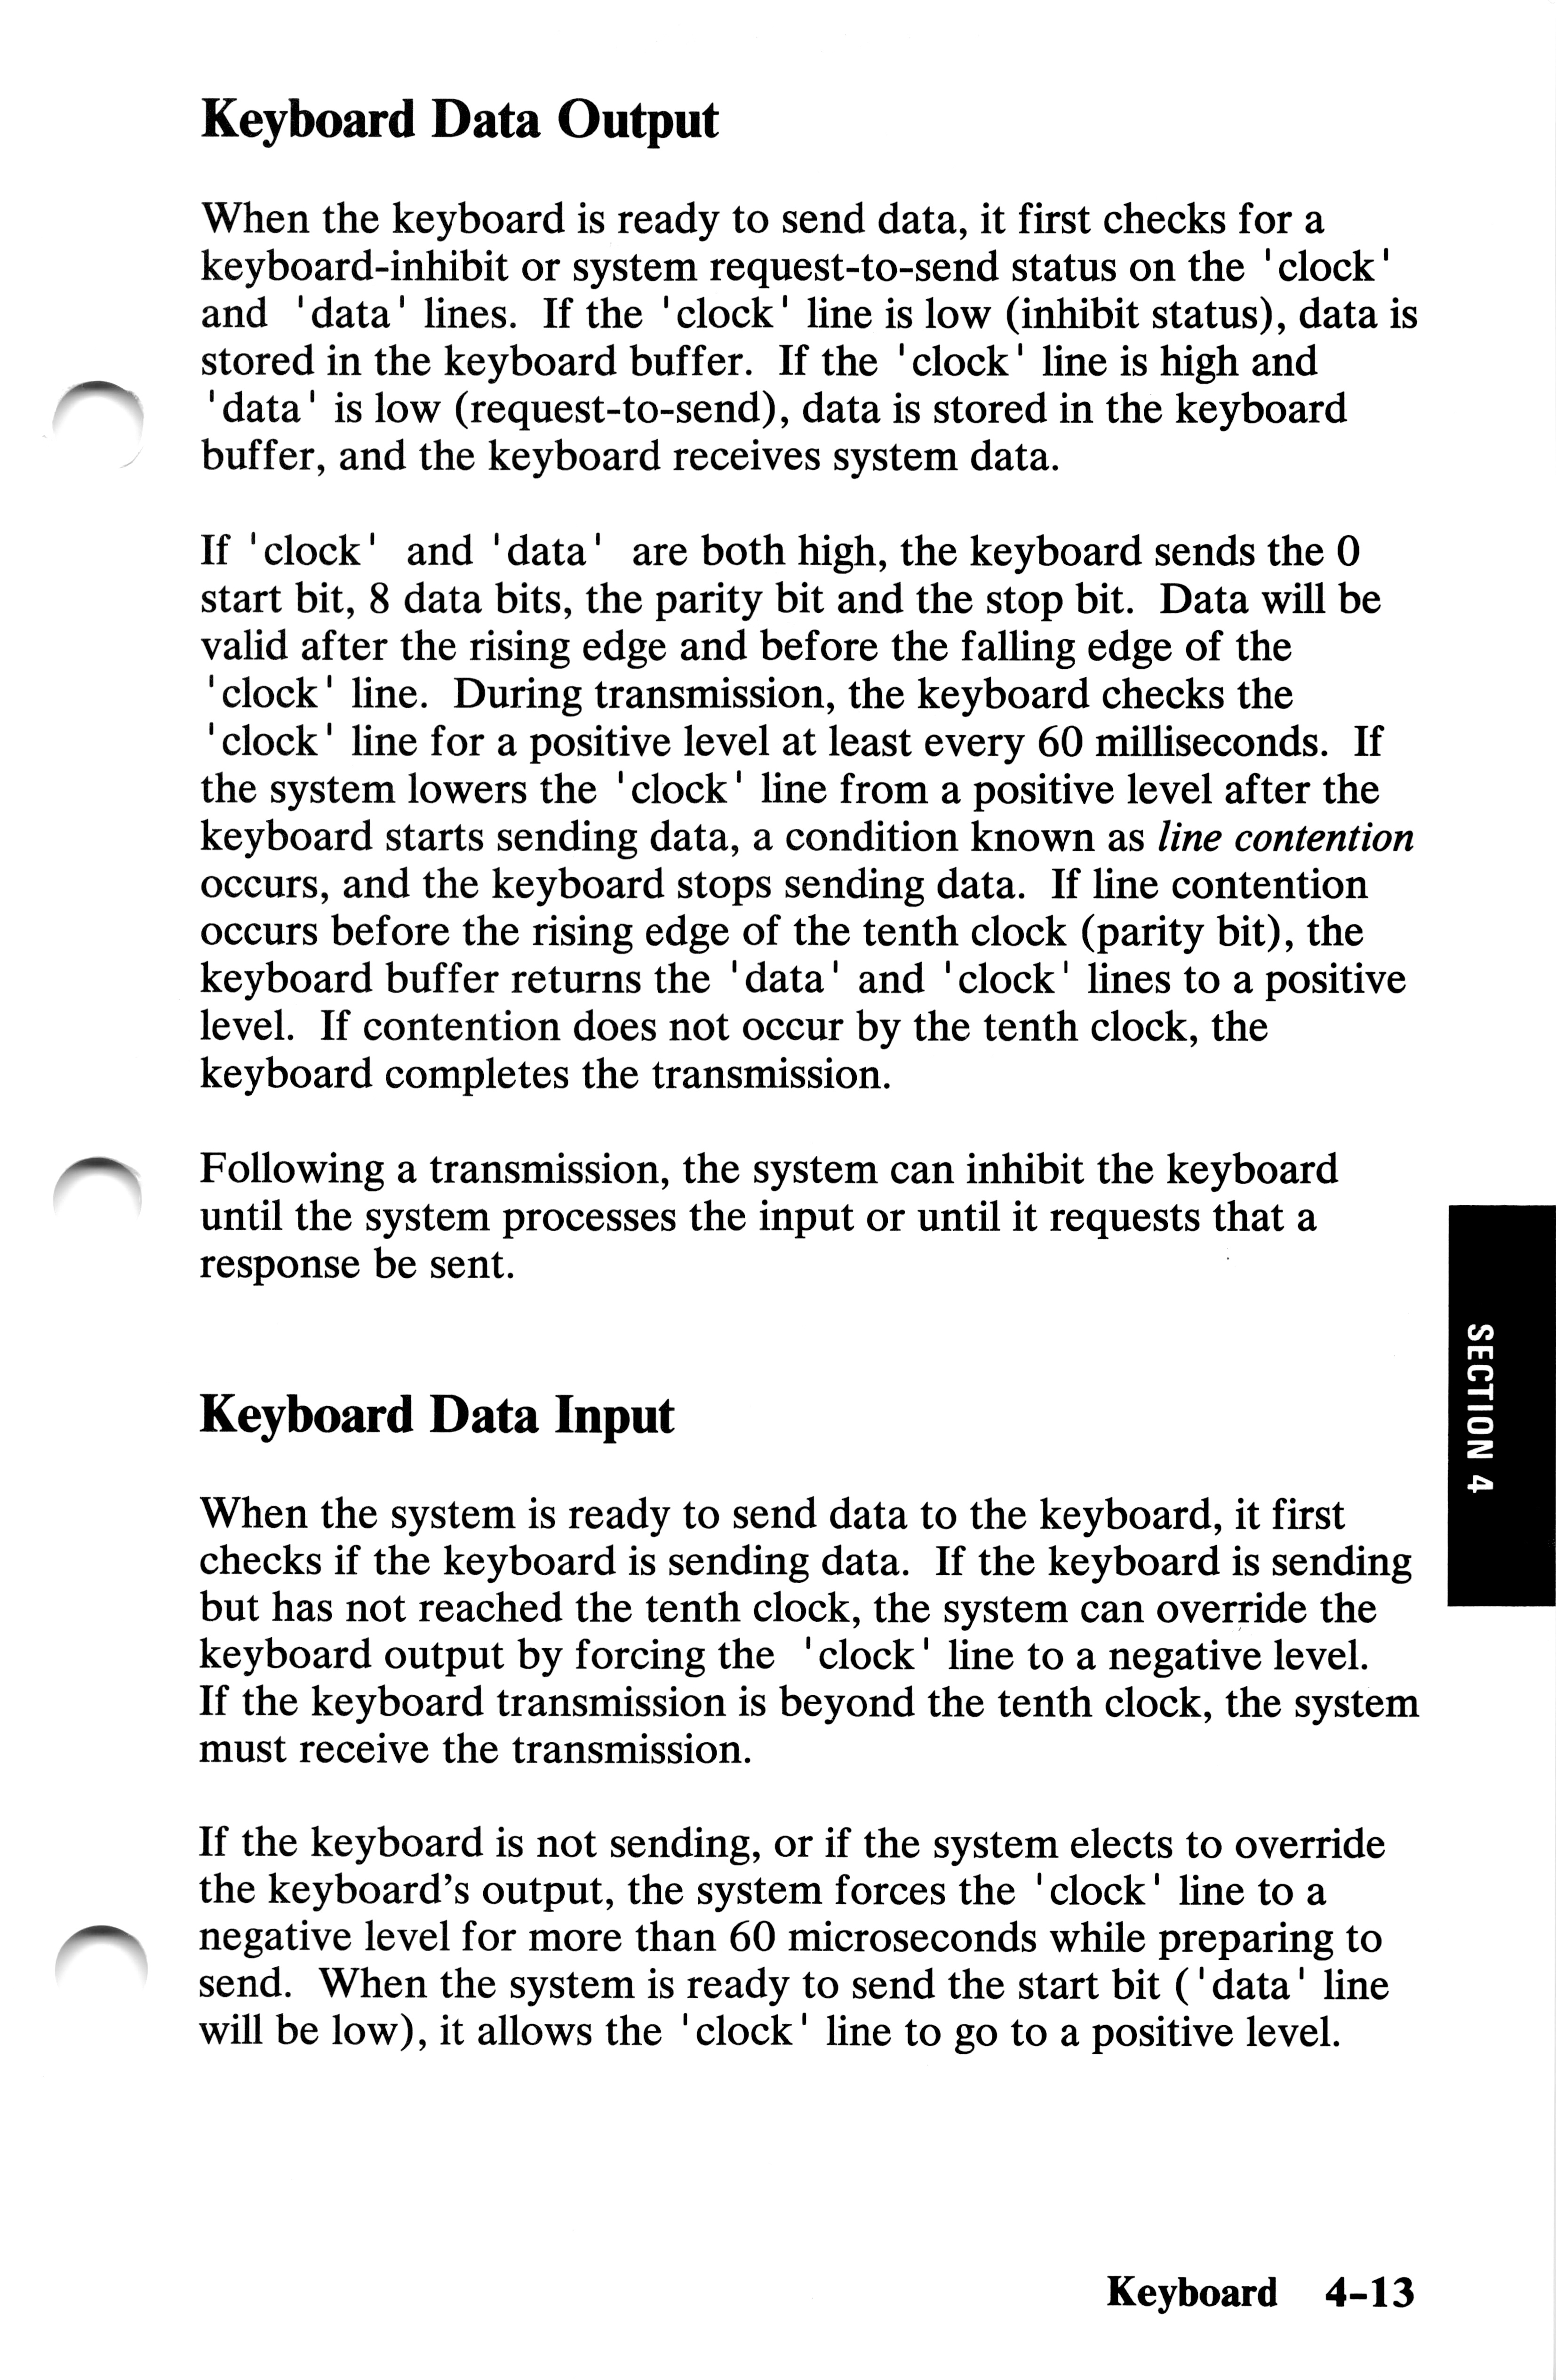 Keyboard Data Output
When the keyboard is ready to send data, it first checks for a
keyboard-inhibit or system request-to-send status on the 'clock'
and 'data' lines. If the 'clock' line is low (inhibit status), data is
stored in the keyboard buffer. If the 'clock' line is high and
'data' is low (request-to-send), data is stored in the keyboard
buffer, and the keyboard receives system data.
If 'clock' and 'data' are both high, the keyboard sends the 0
start bit, 8 data bits, the parity bit and the stop bit. Data will be
valid after the rising edge and before the falling edge of the
'clock' line. During transmission, the keyboard checks the
'clock' line for a positive level at least every 60 milliseconds. If
the system lowers the 'clock' line from a positive level after the
keyboard starts sending data, a condition known as line contention
occurs, and the keyboard stops sending data. If line contention
occurs before the rising edge of the tenth clock (parity bit), the
keyboard buffer returns the 'data' and 'clock' lines to a positive
level. If contention does not occur by the tenth clock, the
keyboard completes the transmission.
Following a transmission, the system can inhibit the keyboard
until the system processes the input or until it requests that a
response be sent.
SECTION 4
Keyboard Data Input
When the system is ready to send data to the keyboard, it first
checks if the keyboard is sending data. If the keyboard is sending
but has not reached the tenth clock, the system can override the
keyboard output by forcing the 'clock' line to a negative level.
If the keyboard transmission is beyond the tenth clock, the system
must receive the transmission.
If the keyboard is not sending, or if the system elects to override
the keyboard's output, the system forces the 'clock' line to a
negative level for more than 60 microseconds while preparing to
send. When the system is ready to send the start bit ('data' line
will be low), it allows the 'clock' line to go to a positive level.
Keyboard 4-13